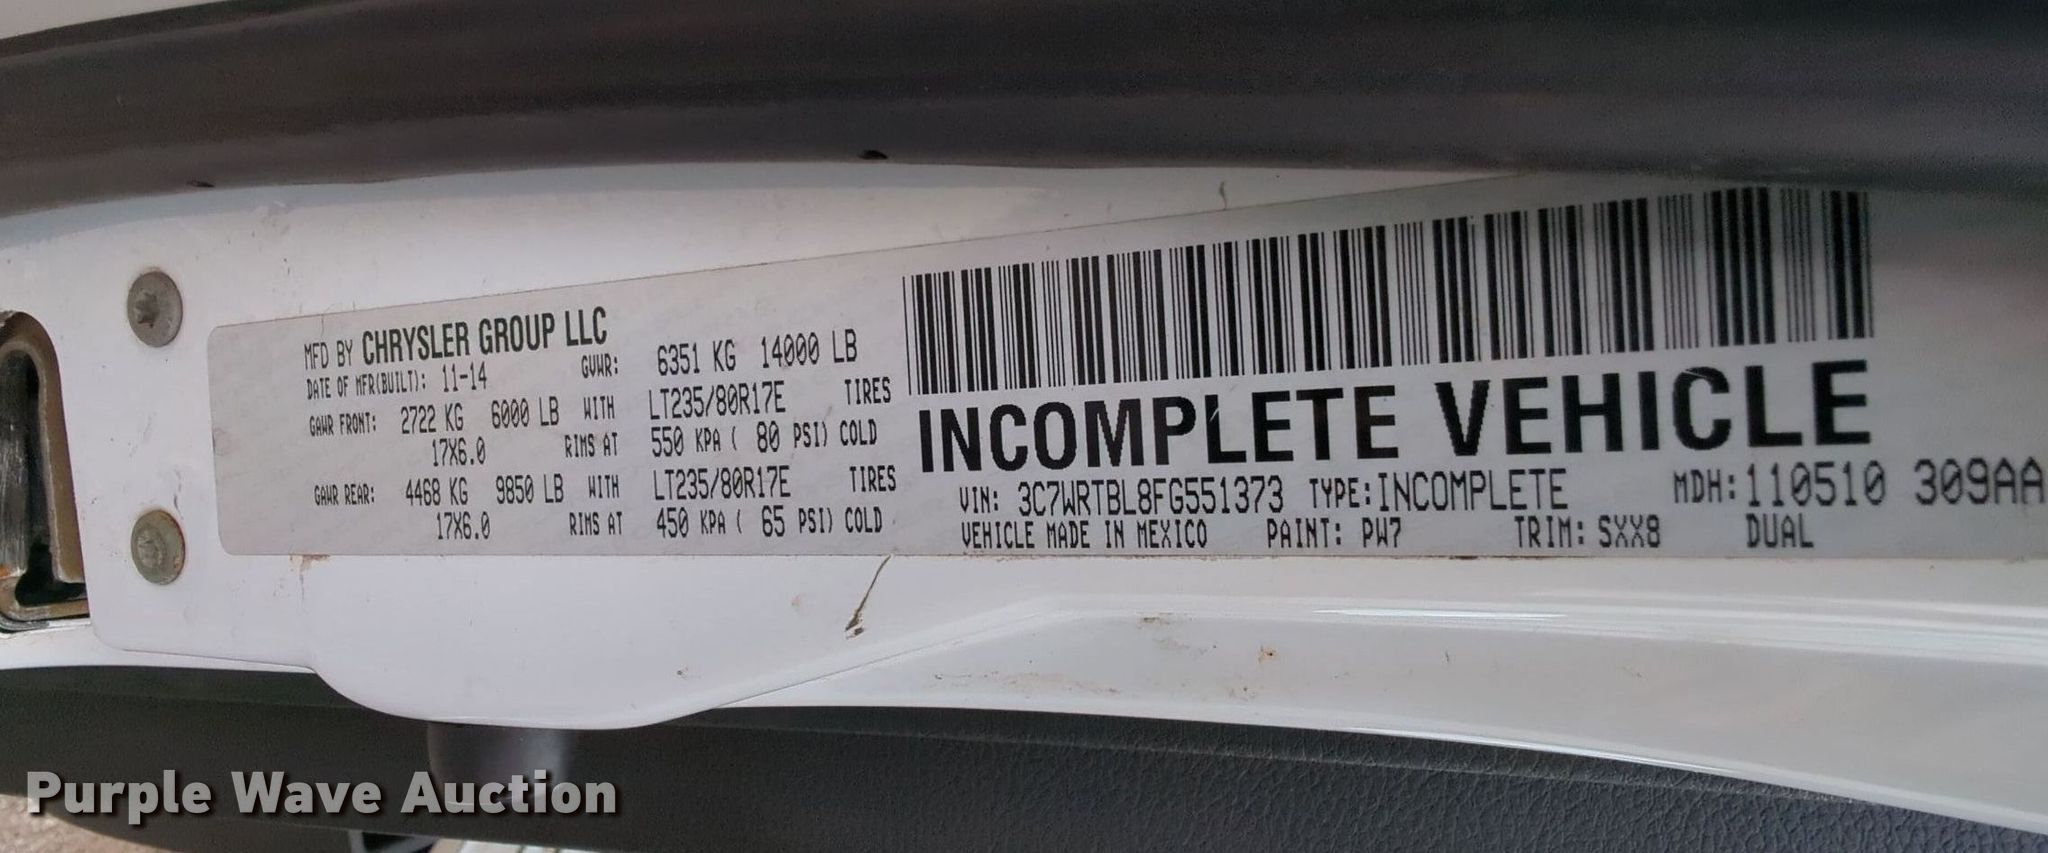 MFD BY CHRYSLER GROUP LLC
DATE OF MFR(BUILT): 11-14 GVWR: 6351 KG 14000 LB
GAWR FRONT: 2722 KG 6000 LB WITH LT235/80R17E TIRES
17X6.0 RIMS AT 550 KPA ( 80 PSI) COLD
GAWR REAR: 4468 KG 9850 LB WITH LT235/80R17E TIRES
17X6.0 RIMS AT 450 KPA ( 65 PSI) COLD
INCOMPLETE VEHICLE
VIN: 3C7WRTBL8FG551373 TYPE: INCOMPLETE MDH: 110510 309AA
VEHICLE MADE IN MEXICO PAINT: PW7 TRIM: SXX8 DUAL
Purple Wave Auction